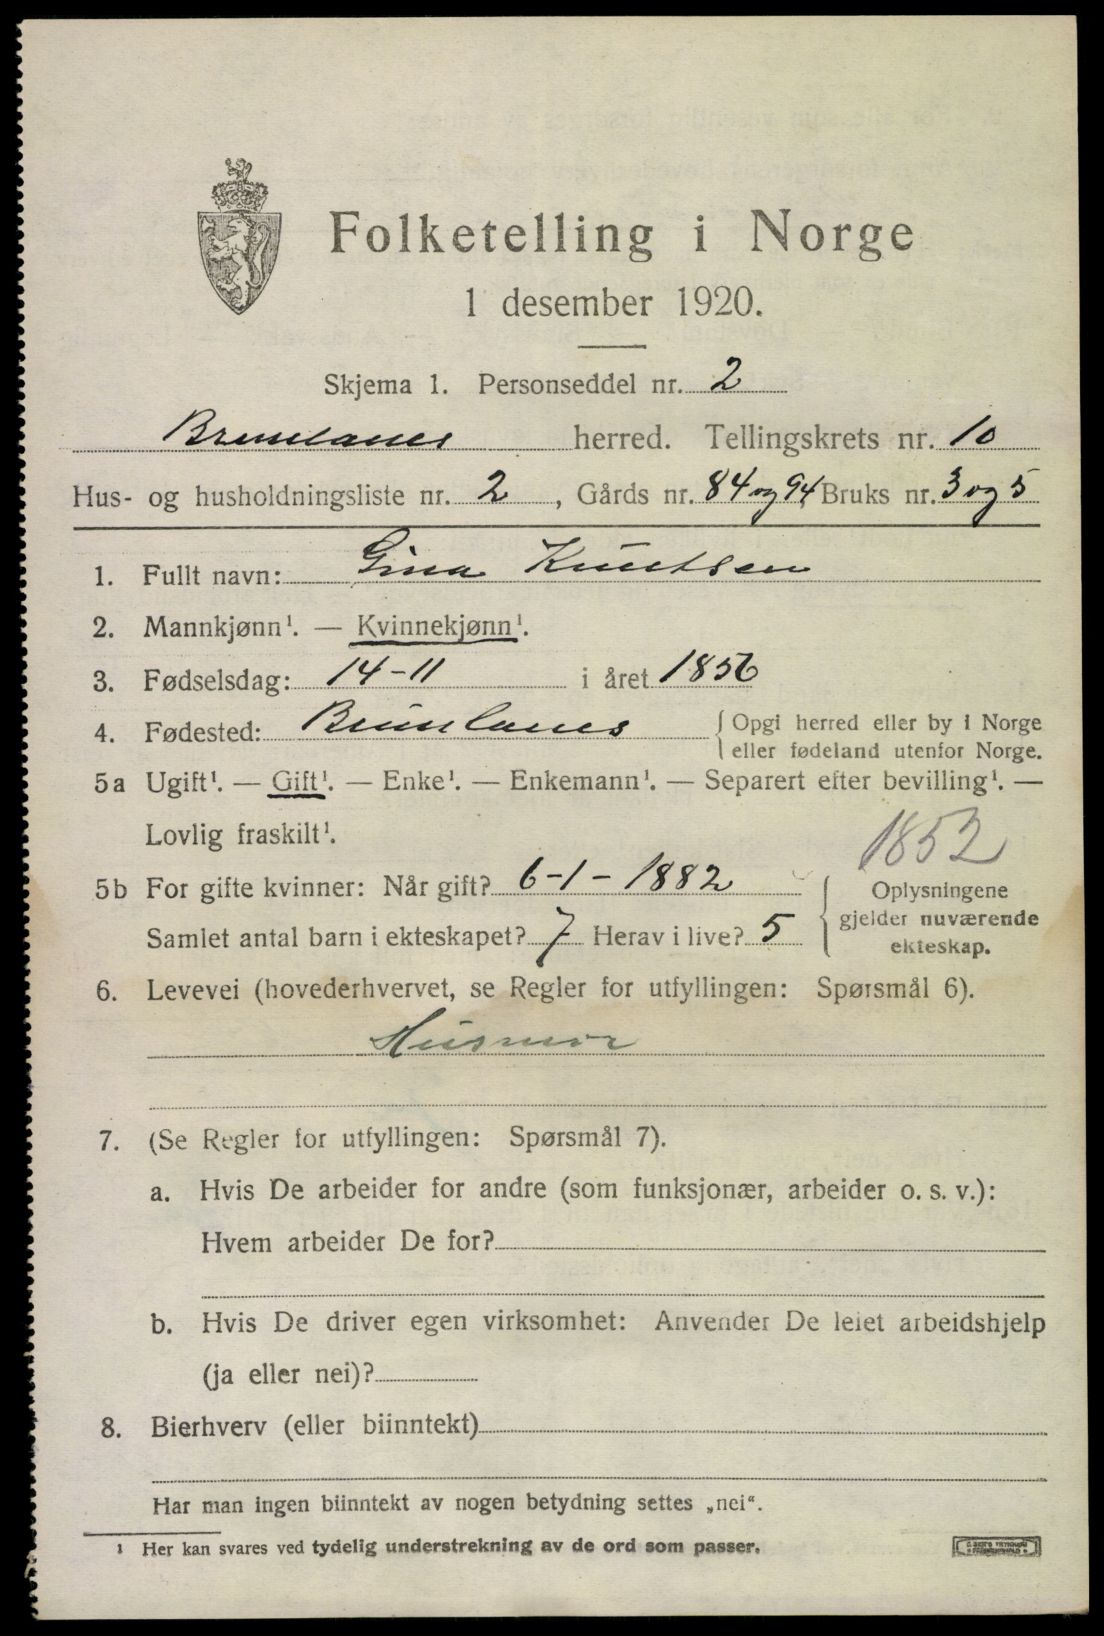 Folketelling i Norge
1 desember 1920.
Skjema 1. Personseddel nr. 2
Brunlanes herred. Tellingskrets nr. 10
Hus- og husholdningsliste nr. 2, Gårds nr. 84 og 94 Bruks nr. 3 og 5
1. Fullt navn: Gina Knutsen
2. Mannkjønn¹. — Kvinnekjønn¹.
3. Fødselsdag: 14-11 i året 1856
4. Fødested: Brunlanes { Opgi herred eller by i Norge
eller fødeland utenfor Norge.
5a Ugift¹. — Gift¹. — Enke¹. — Enkemann¹. — Separert efter bevilling¹. —
Lovlig fraskilt¹.
1852
5b For gifte kvinner: Når gift? 6-1-1882 { Oplysningene
gjelder nuværende
ekteskap.
Samlet antal barn i ekteskapet? 7 Herav i live? 5
6. Levevei (hovederhvervet, se Regler for utfyllingen: Spørsmål 6).
Husmor
7. (Se Regler for utfyllingen: Spørsmål 7).
a. Hvis De arbeider for andre (som funksjonær, arbeider o. s. v.):
Hvem arbeider De for?
b. Hvis De driver egen virksomhet: Anvender De leiet arbeidshjelp
(ja eller nei)?
8. Bierhverv (eller biinntekt)
Har man ingen biinntekt av nogen betydning settes „nei“.
¹ Her kan svares ved tydelig understrekning av de ord som passer.